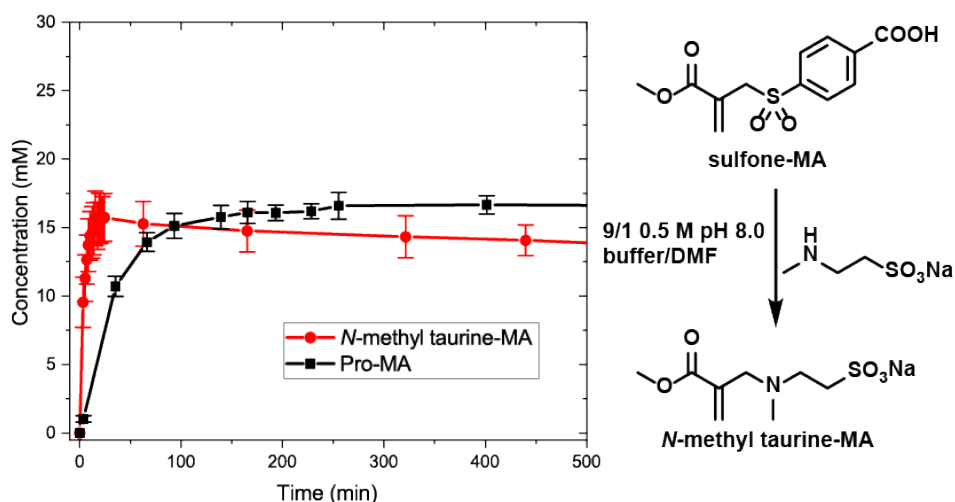 30
25
20
15
10
5
0
Concentration (mM)
0 100 200 300 400 500
Time (min)
N-methyl taurine-MA
Pro-MA
COOH
O
O
S
O O
sulfone-MA
9/1 0.5 M pH 8.0
buffer/DMF
H
N
SO3Na
O
O
N
SO3Na
N-methyl taurine-MA